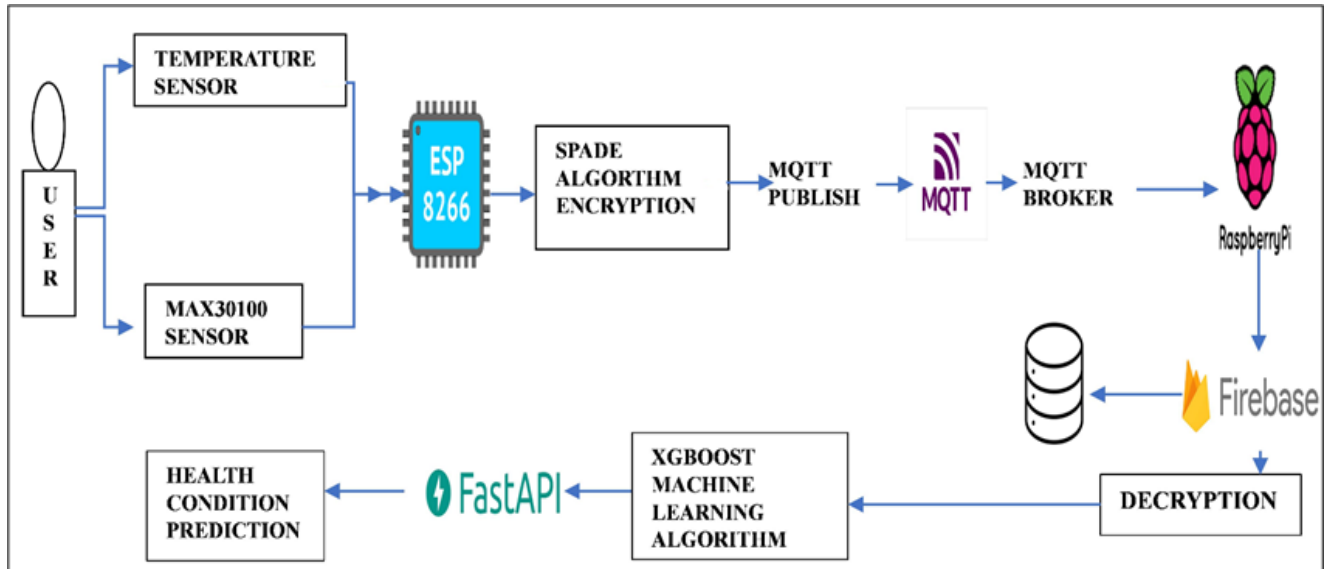 TEMPERATURE
SENSOR
USER
MAX30100
SENSOR
ESP
8266
SPADE
ALGORTHM
ENCRYPTION
MQTT
PUBLISH
MQTT
MQTT
BROKER
RaspberryPi
Firebase
DECRYPTION
XGBOOST
MACHINE
LEARNING
ALGORITHM
FastAPI
HEALTH
CONDITION
PREDICTION